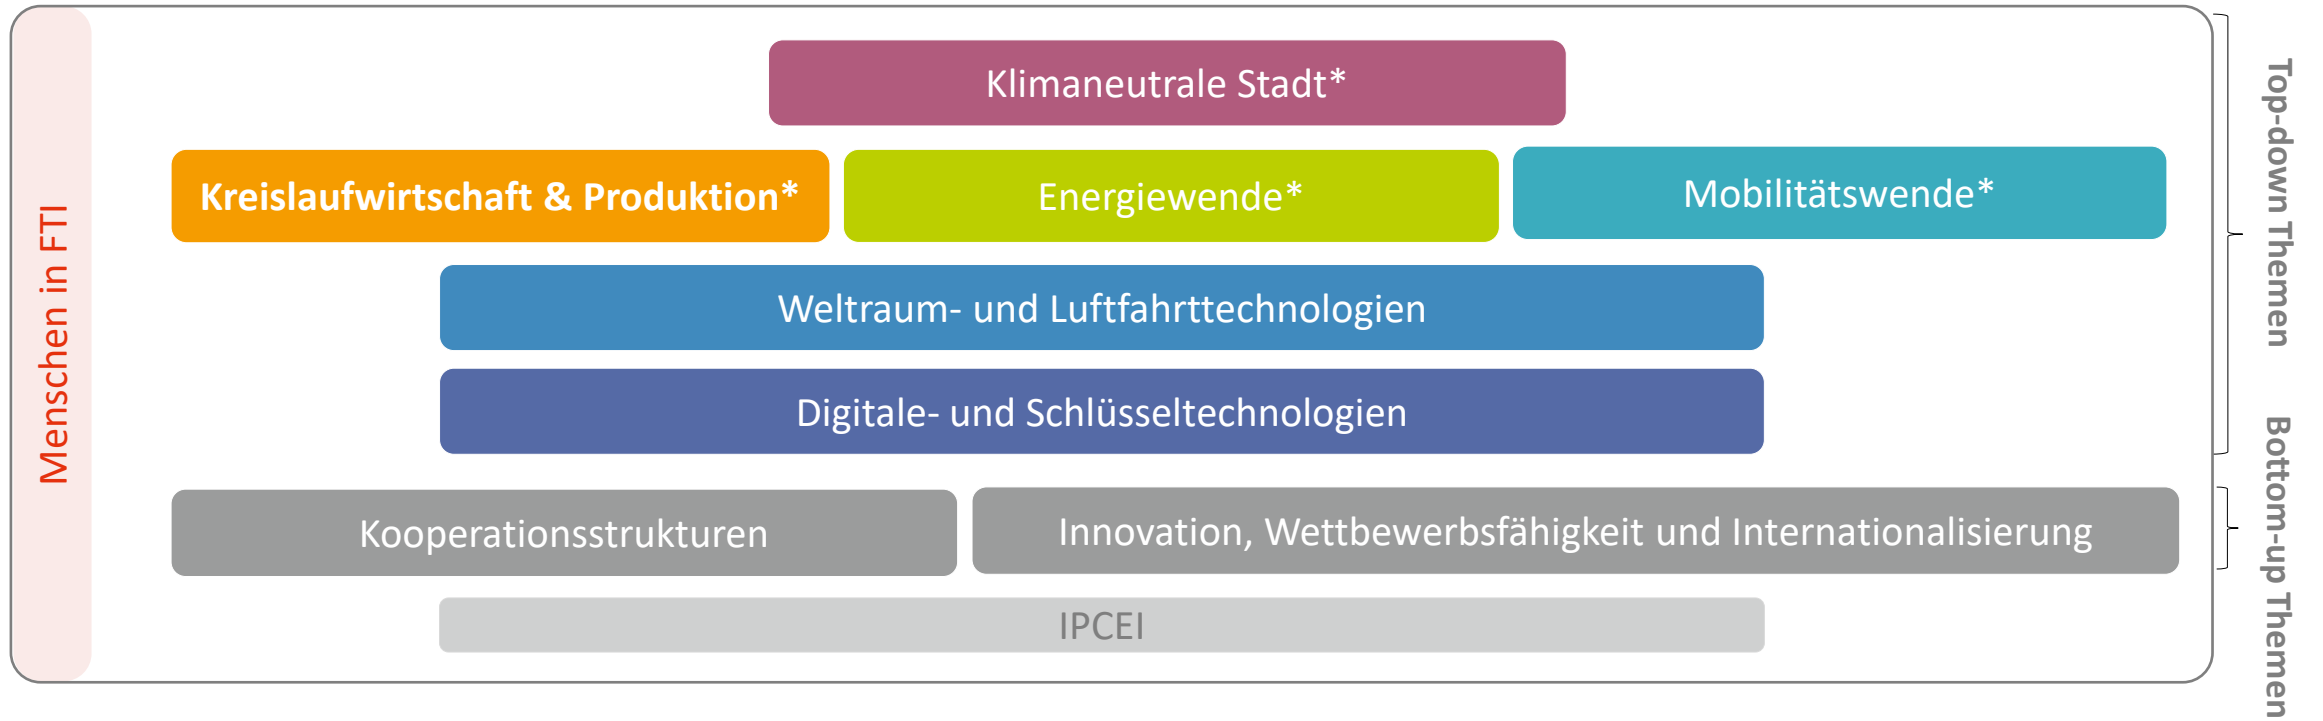 Menschen in FTI
Klimaneutrale Stadt*
Kreislaufwirtschaft & Produktion*
Energiewende*
Mobilitätswende*
Weltraum- und Luftfahrttechnologien
Digitale- und Schlüsseltechnologien
Kooperationsstrukturen
Innovation, Wettbewerbsfähigkeit und Internationalisierung
IPCEI
Top-down Themen
Bottom-up Themen